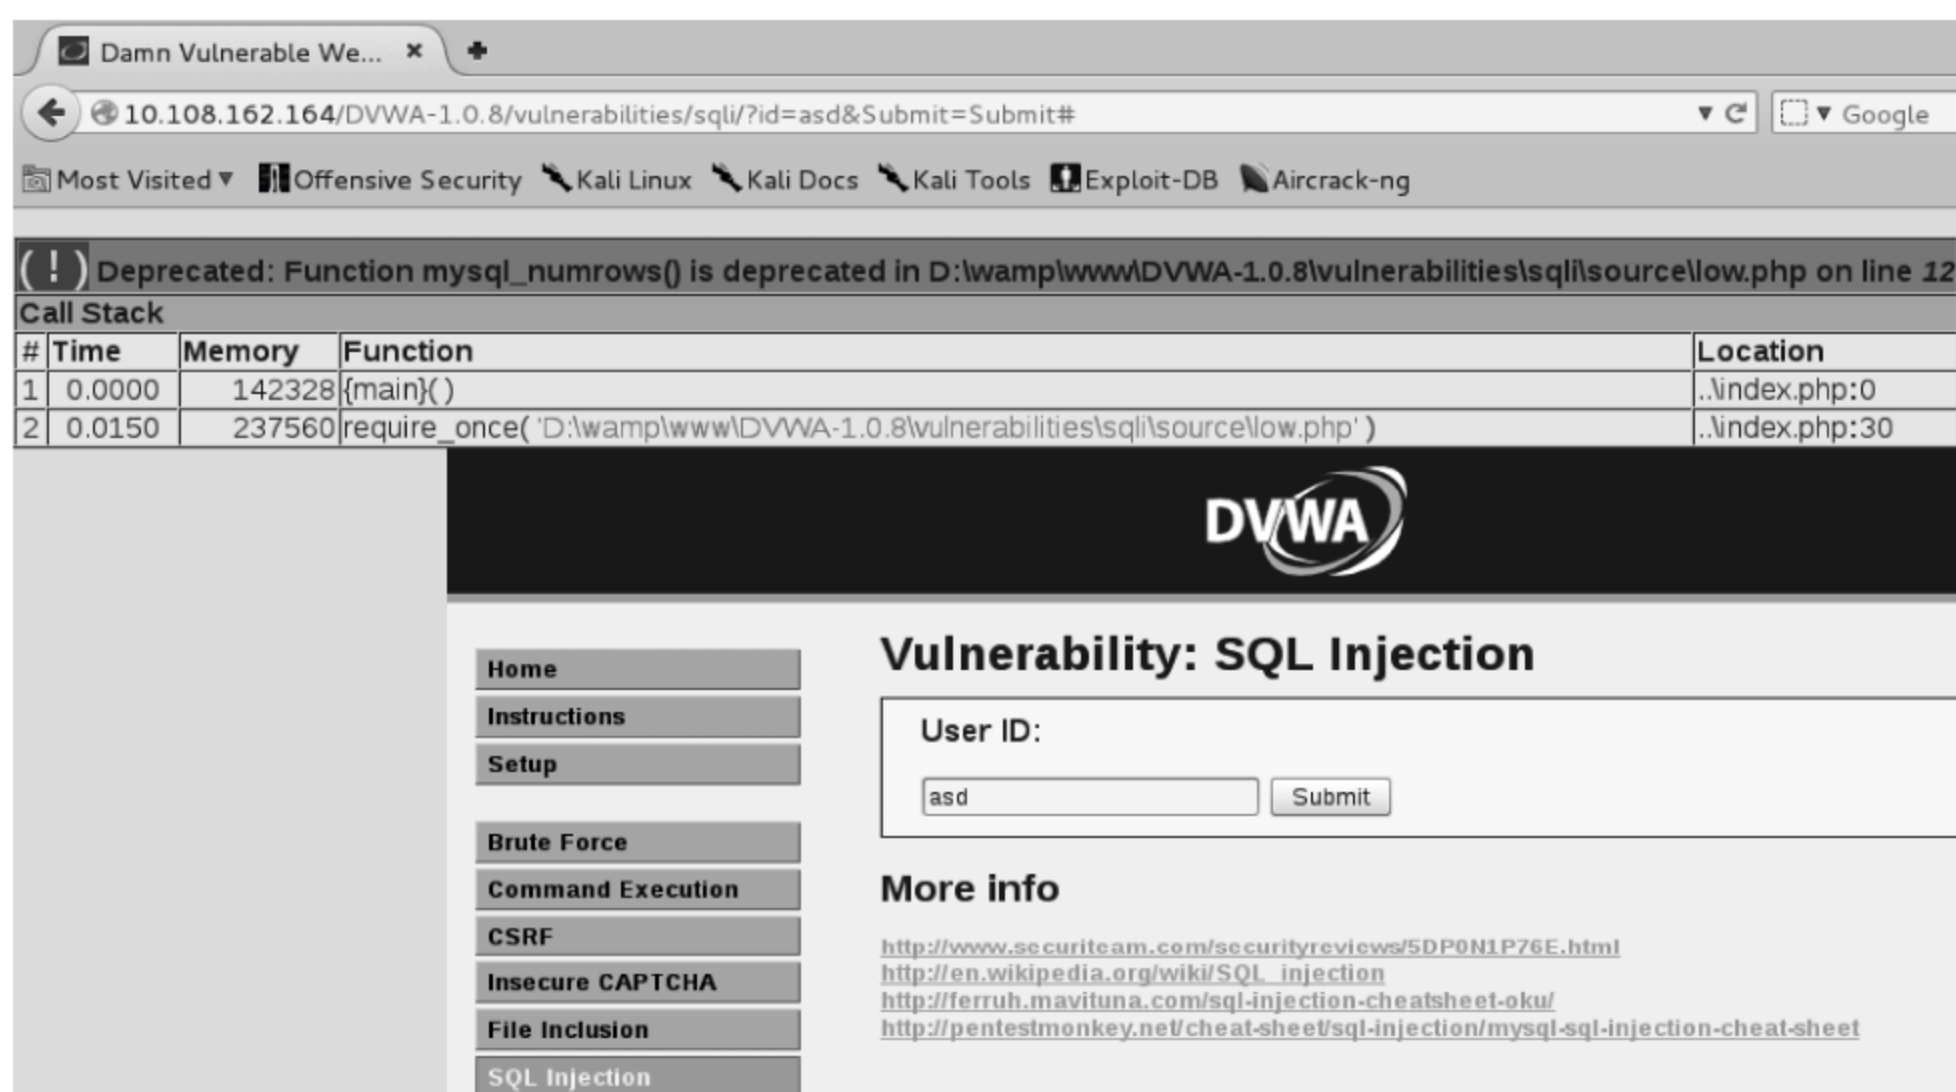 Damn Vulnerable We...
10.108.162.164/DVWA-1.0.8/vulnerabilities/sqli/?id=asd&Submit=Submit#
Google
Most Visited Offensive Security Kali Linux Kali Docs Kali Tools Exploit-DB Aircrack-ng
( ! ) Deprecated: Function mysql_numrows() is deprecated in D:\wamp\www\DVWA-1.0.8\vulnerabilities\sqli\source\low.php on line 12
Call Stack
# Time Memory Function Location
1 0.0000 142328 {main}( ) ..\index.php:0
2 0.0150 237560 require_once( 'D:\wamp\www\DVWA-1.0.8\vulnerabilities\sqli\source\low.php' ) ..\index.php:30
DVWA
Home
Instructions
Setup
Brute Force
Command Execution
CSRF
Insecure CAPTCHA
File Inclusion
SQL Injection
Vulnerability: SQL Injection
User ID:
asd Submit
More info
http://www.securiteam.com/securityreviews/5DP0N1P76E.html
http://en.wikipedia.org/wiki/SQL_injection
http://ferruh.mavituna.com/sql-injection-cheatsheet-oku/
http://pentestmonkey.net/cheat-sheet/sql-injection/mysql-sql-injection-cheat-sheet